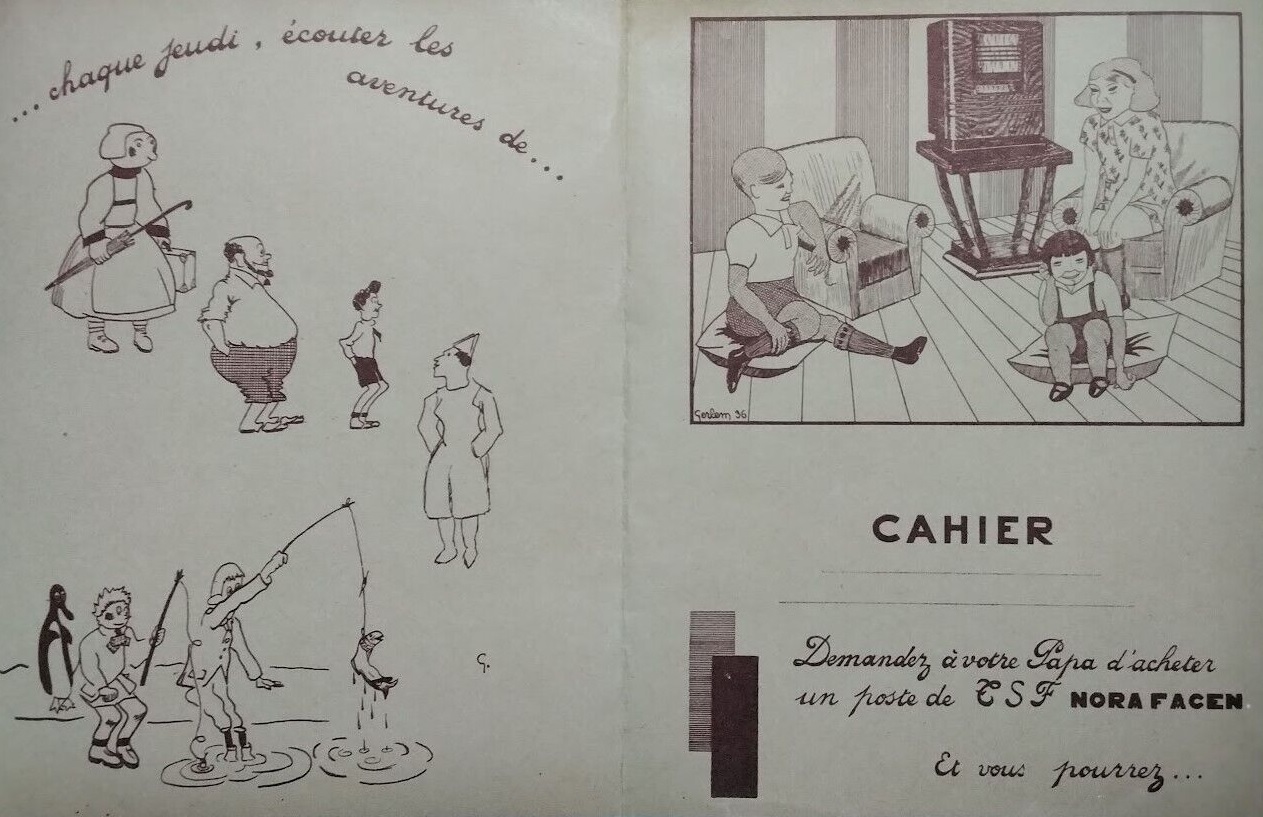 ... chaque jeudi, écouter les
aventures de...
G.
Gerlem 36
CAHIER
Demandez à votre Papa d'acheter
un poste de TSF NORA FACEN
Et vous pourrez...